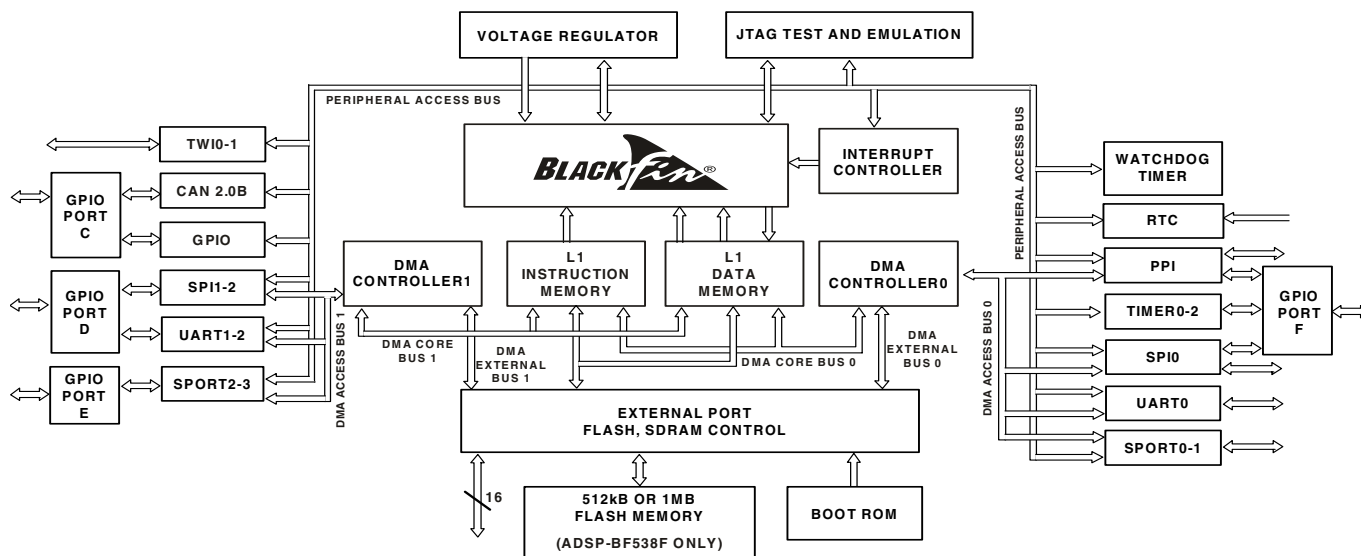 VOLTAGE REGULATOR
JTAG TEST AND EMULATION
PERIPHERAL ACCESS BUS
TWI0-1
CAN 2.0B
GPIO
GPIO
PORT
C
SPI1-2
UART1-2
GPIO
PORT
D
SPORT2-3
GPIO
PORT
E
BLACKfin®
INTERRUPT
CONTROLLER
PERIPHERAL ACCESS BUS
WATCHDOG
TIMER
RTC
PPI
TIMER0-2
SPI0
UART0
SPORT0-1
GPIO
PORT
F
DMA
CONTROLLER1
L1
INSTRUCTION
MEMORY
L1
DATA
MEMORY
DMA
CONTROLLER0
DMA ACCESS BUS 1
DMA CORE
BUS 1
DMA
EXTERNAL
BUS 1
DMA CORE BUS 0
DMA
EXTERNAL
BUS 0
DMA ACCESS BUS 0
EXTERNAL PORT
FLASH, SDRAM CONTROL
16
512kB OR 1MB
FLASH MEMORY
(ADSP-BF538F ONLY)
BOOT ROM